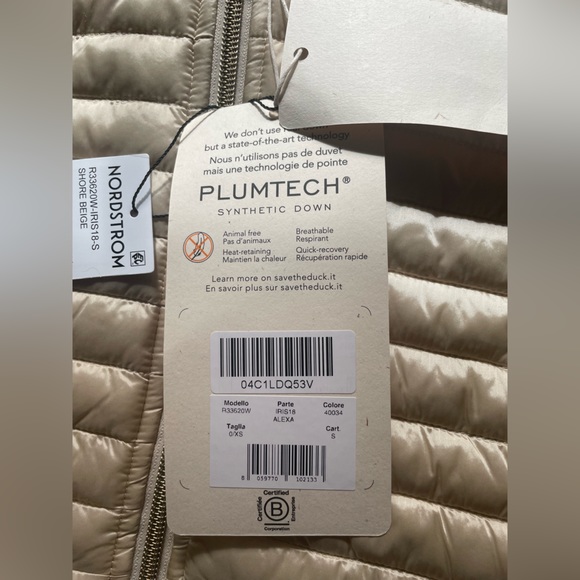 NORDSTROM
R33620W-IRIS18-S
SHORE BEIGE
We don't use
but a state-of-the-art technology
Nous n'utilisons pas de duvet
mais une technologie de pointe
PLUMTECH®
SYNTHETIC DOWN
Animal free
Pas d'animaux
Breathable
Respirant
Heat-retaining
Maintien la chaleur
Quick-recovery
Récupération rapide
Learn more on savetheduck.it
En savoir plus sur savetheduck.it
04C1LDQ53V
Modello Parte Colore
R33620W IRIS18 40034
ALEXA
Taglia Cart.
0/XS S
8 059770 102133
Certified
B
Corporation
Certified
Entreprise